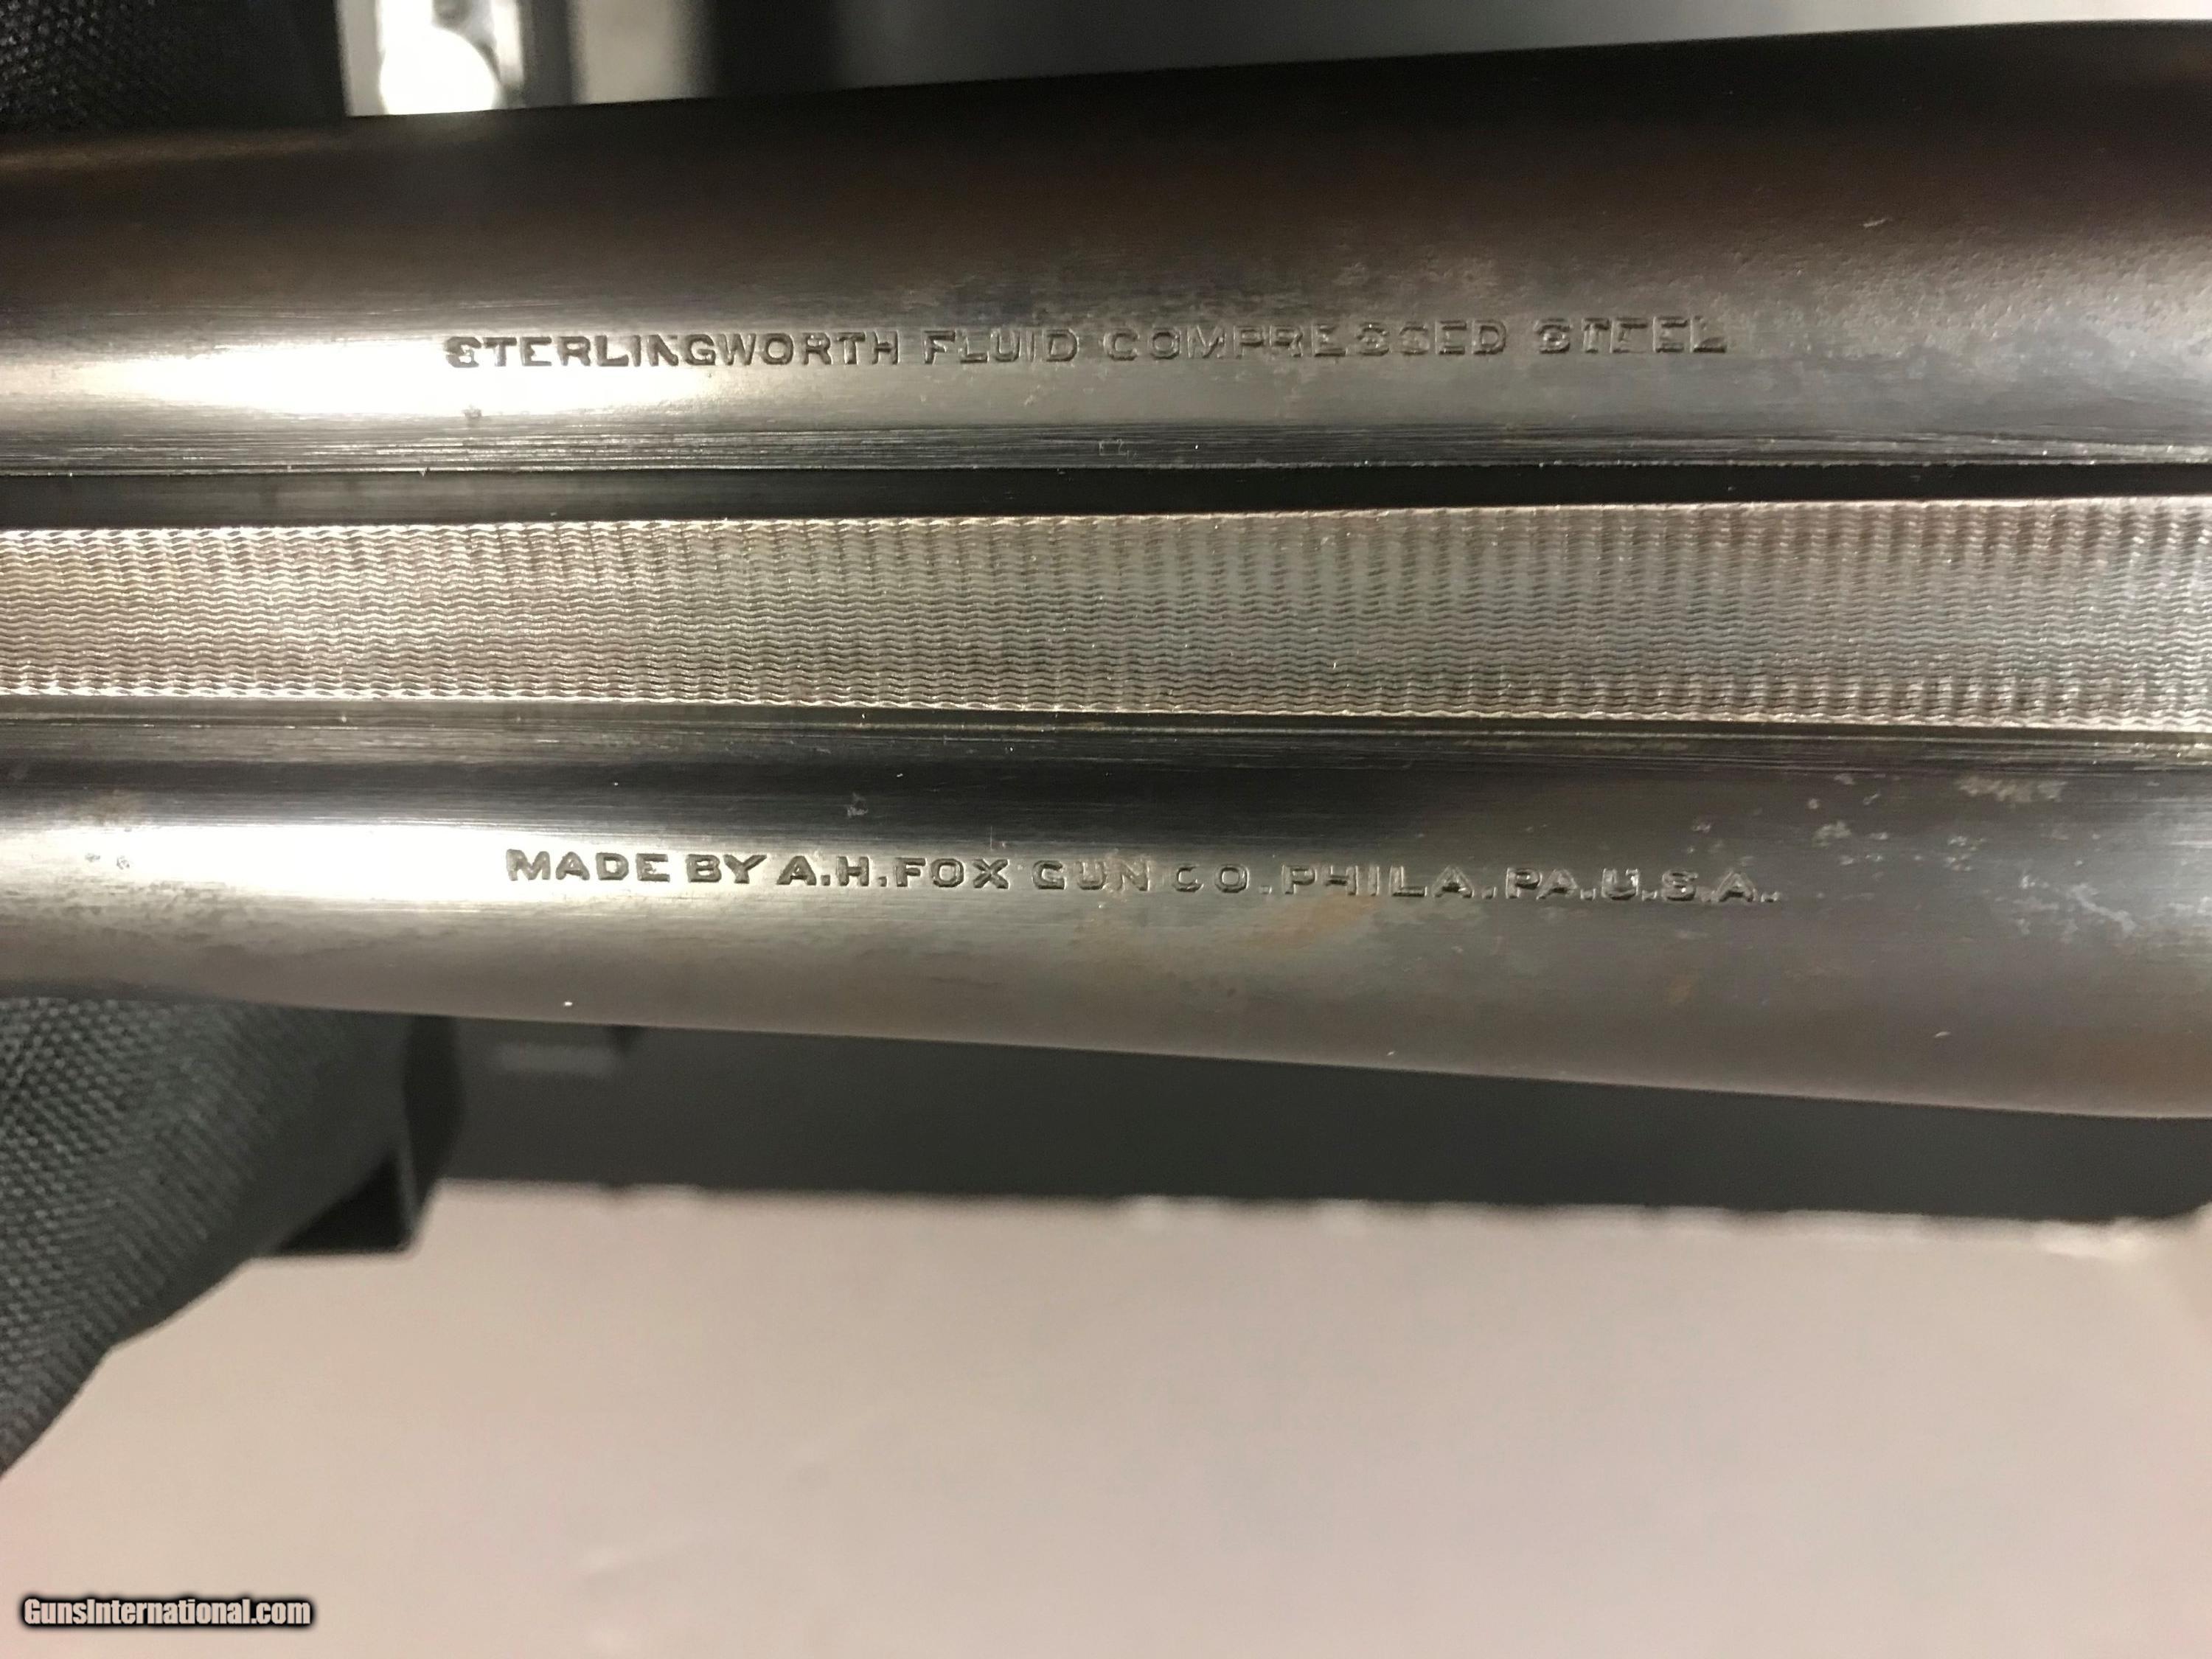 STERLINGWORTH FLUID COMPRESSED STEEL
MADE BY A.H.FOX GUN CO. PHILA.PA.U.S.A.
GunsInternational.com